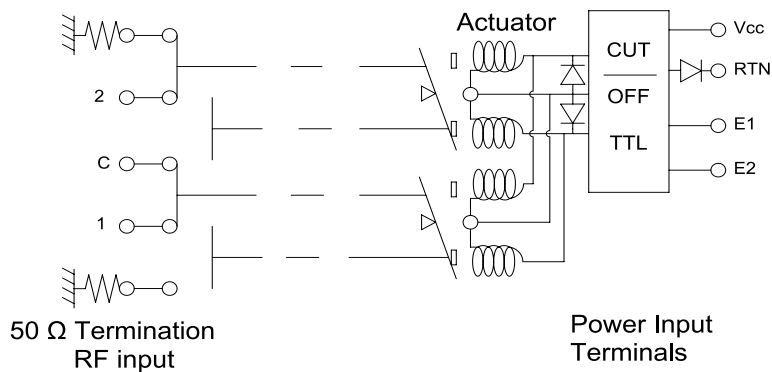 Actuator
Vcc
CUT
RTN
2
OFF
E1
TTL
C
E2
1
50 Ω Termination
RF input
Power Input
Terminals